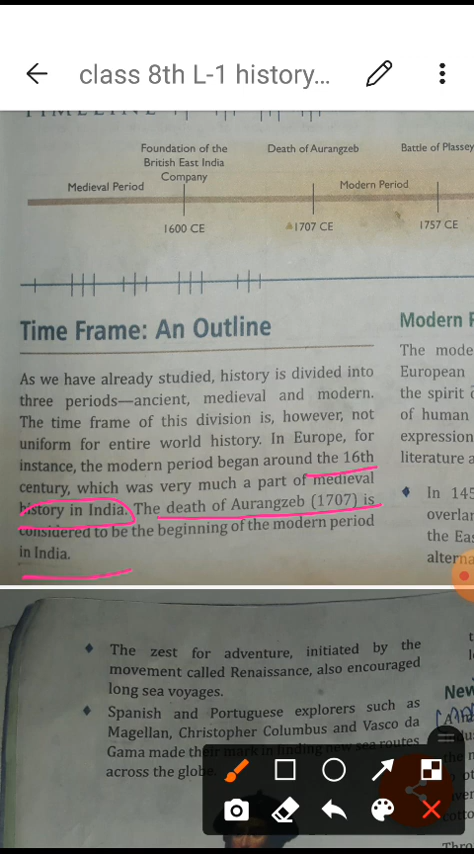 class 8th L-1 history...
TIMELINE
Foundation of the
British East India
Company
Death of Aurangzeb
Battle of Plassey
Medieval Period
Modern Period
1600 CE
1707 CE
1757 CE
Time Frame: An Outline
As we have already studied, history is divided into
three periods—ancient, medieval and modern.
The time frame of this division is, however, not
uniform for entire world history. In Europe, for
instance, the modern period began around the 16th
century, which was very much a part of medieval
history in India. The death of Aurangzeb (1707) is
considered to be the beginning of the modern period
in India.
Modern
The mode
European
the spirit
of human
expression
literature a
♦ In 145
overlar
the Eas
alterna
♦ The zest for adventure, initiated by the
movement called Renaissance, also encouraged
long sea voyages.
♦ Spanish and Portuguese explorers such as
Magellan, Christopher Columbus and Vasco da
Gama made their mark in finding new sea routes
across the globe.
New